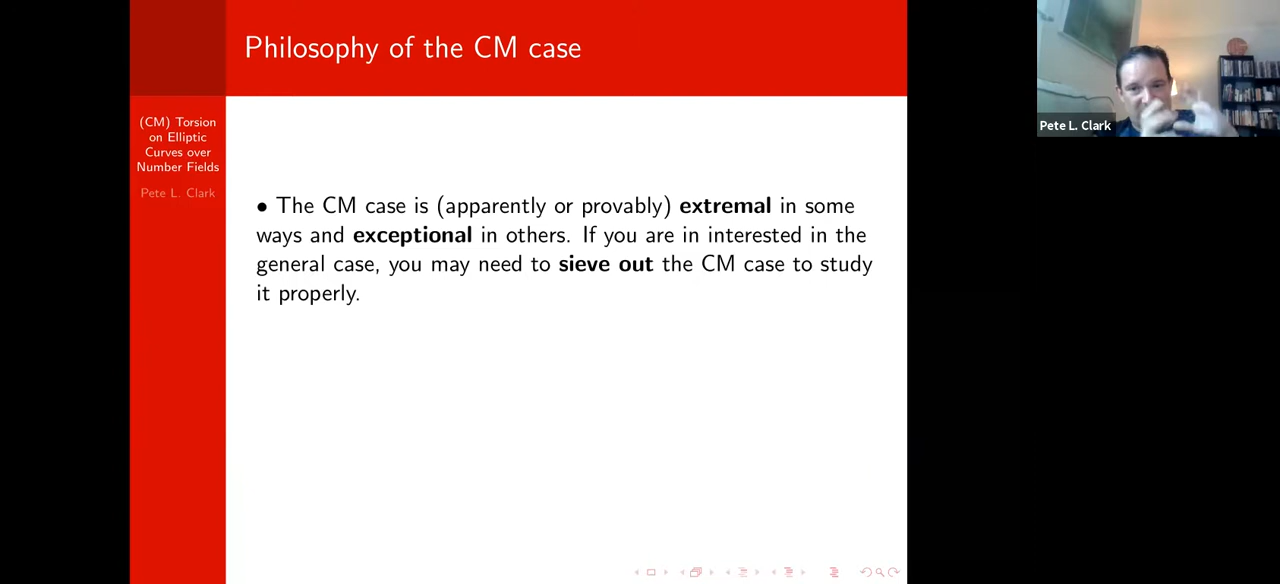 Philosophy of the CM case
(CM) Torsion
on Elliptic
Curves over
Number Fields
Pete L. Clark
• The CM case is (apparently or provably) extremal in some
ways and exceptional in others. If you are in interested in the
general case, you may need to sieve out the CM case to study
it properly.
Pete L. Clark